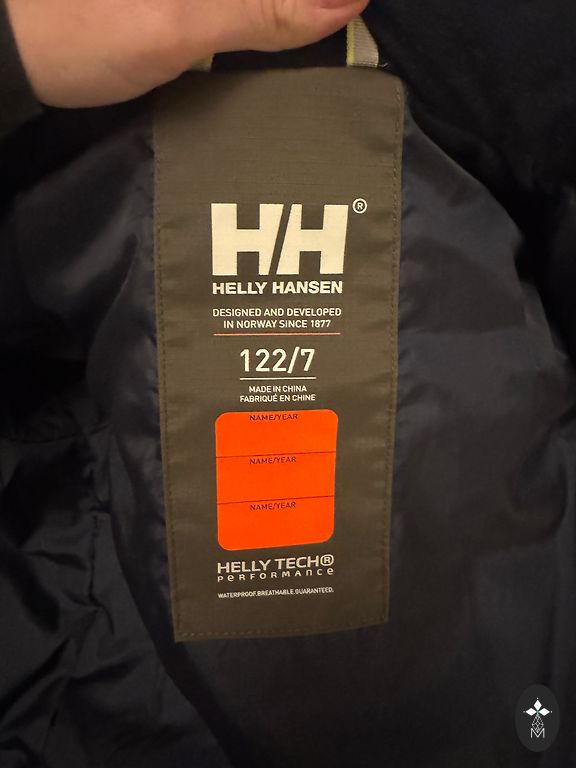 HH®
HELLY HANSEN
DESIGNED AND DEVELOPED
IN NORWAY SINCE 1877
122/7
MADE IN CHINA
FABRIQUÉ EN CHINE
NAME/YEAR
NAME/YEAR
NAME/YEAR
HELLY TECH®
PERFORMANCE
WATERPROOF.BREATHABLE.GUARANTEED.
M